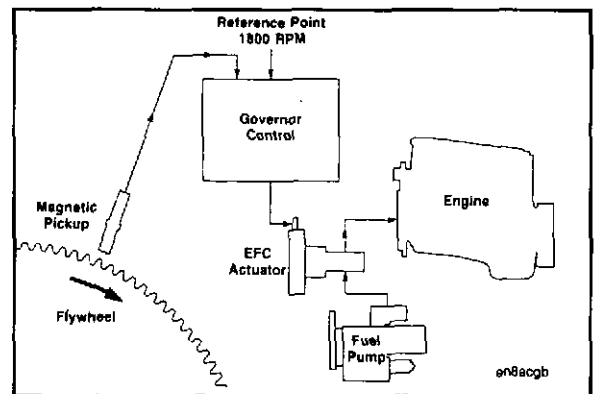 Reference Point
1800 RPM
Governor
Control
Magnetic
Pickup
Engine
EFC
Actuator
Flywheel
Fuel
Pump
en8acgb